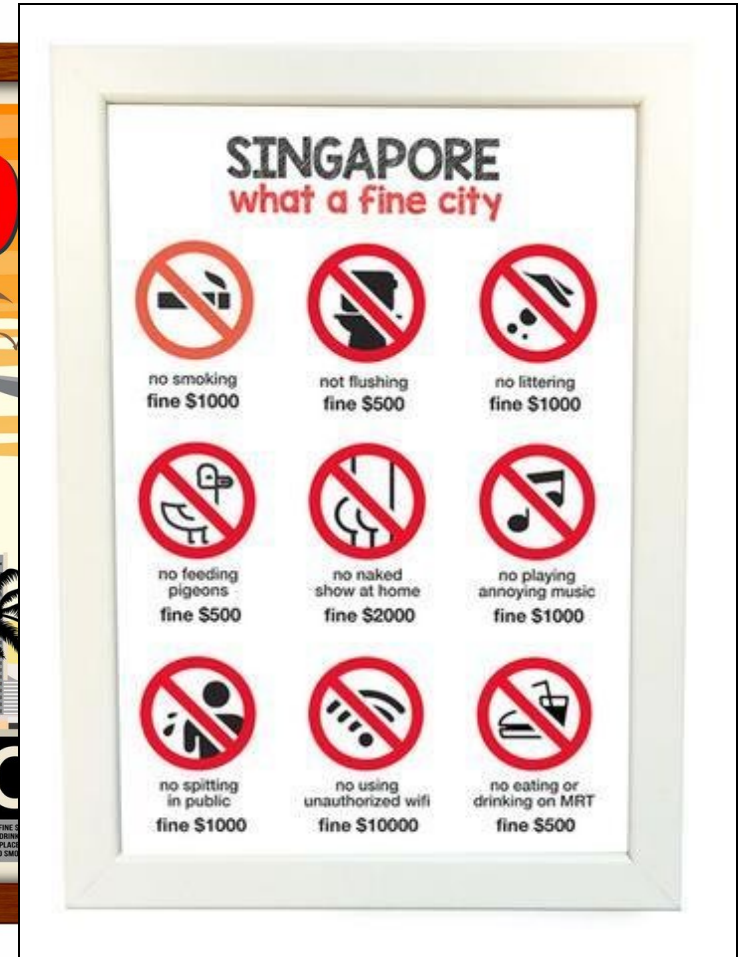 SINGAPORE
what a fine city
no smoking
fine $1000
not flushing
fine $500
no littering
fine $1000
no feeding
pigeons
fine $500
no naked
show at home
fine $2000
no playing
annoying music
fine $1000
no spitting
in public
fine $1000
no using
unauthorized wifi
fine $10000
no eating or
drinking on MRT
fine $500